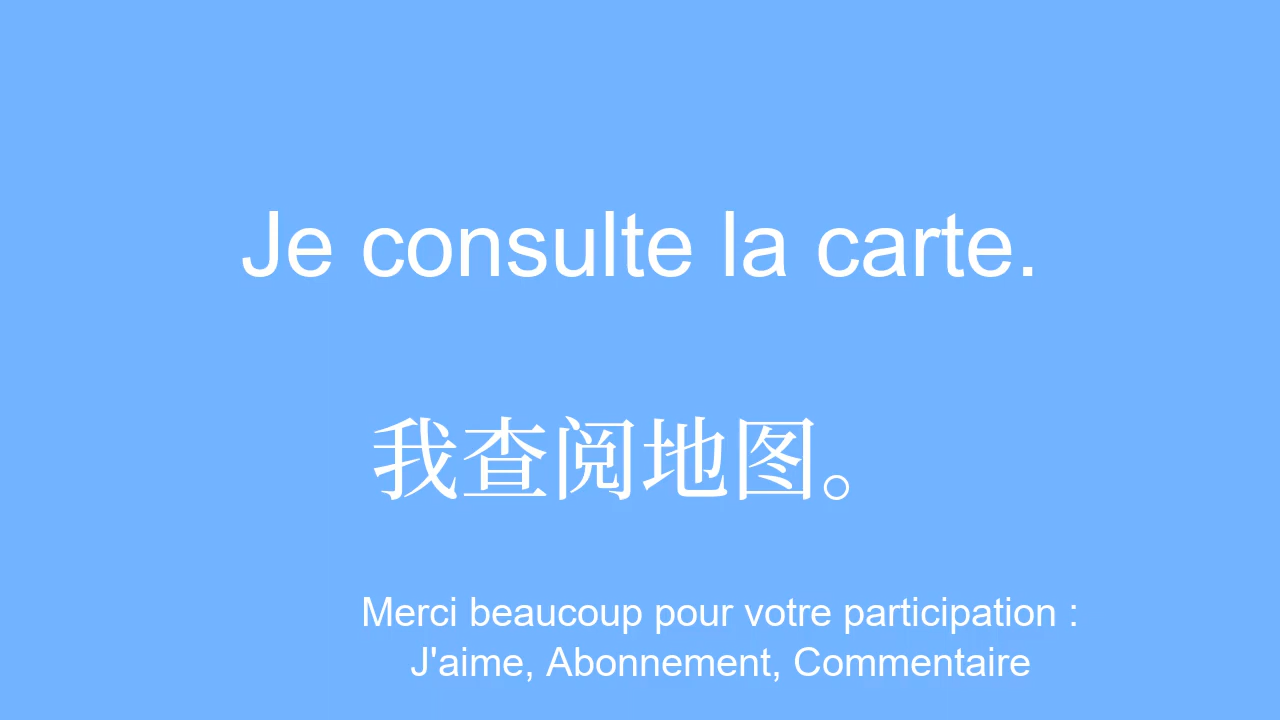 Je consulte la carte.
我查阅地图。
Merci beaucoup pour votre participation :
J'aime, Abonnement, Commentaire